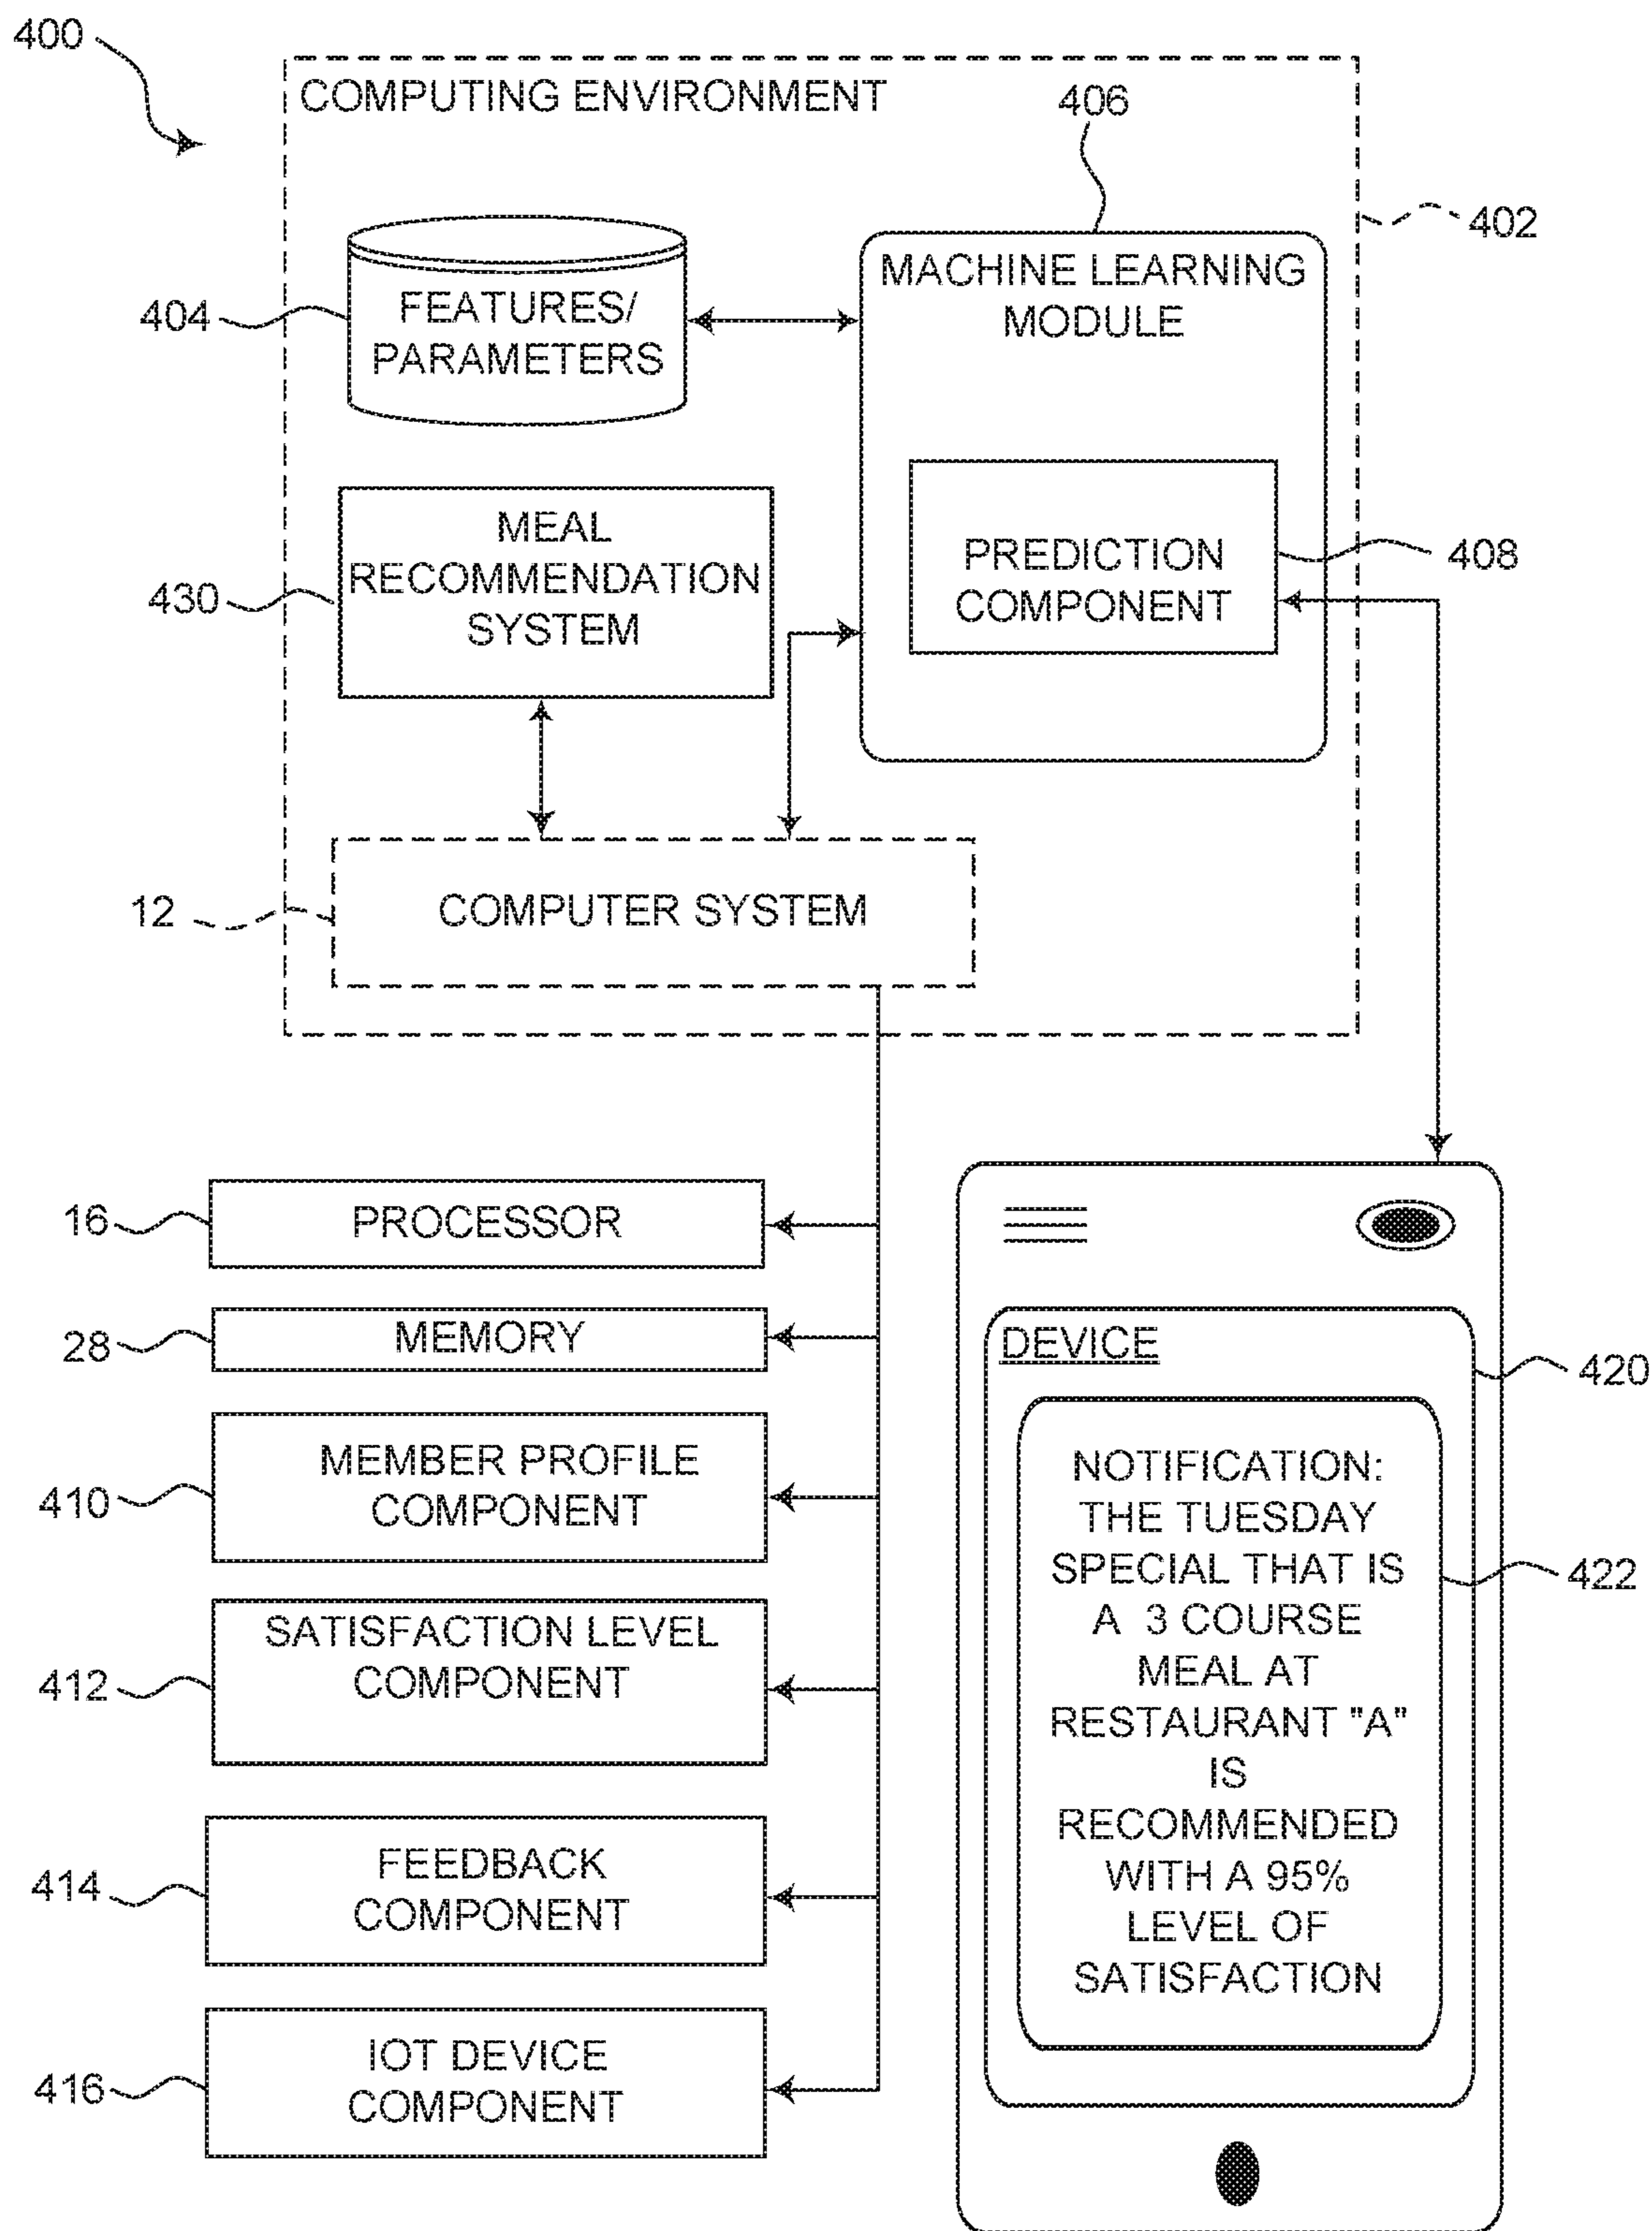 400
COMPUTING ENVIRONMENT
406
402
MACHINE LEARNING
MODULE
404
FEATURES/
PARAMETERS
MEAL
RECOMMENDATION
SYSTEM
430
PREDICTION
COMPONENT
408
12
COMPUTER SYSTEM
16
PROCESSOR
28
MEMORY
410
MEMBER PROFILE
COMPONENT
412
SATISFACTION LEVEL
COMPONENT
414
FEEDBACK
COMPONENT
416
IOT DEVICE
COMPONENT
DEVICE
420
NOTIFICATION:
THE TUESDAY
SPECIAL THAT IS
A 3 COURSE
MEAL AT
RESTAURANT "A"
IS
RECOMMENDED
WITH A 95%
LEVEL OF
SATISFACTION
422